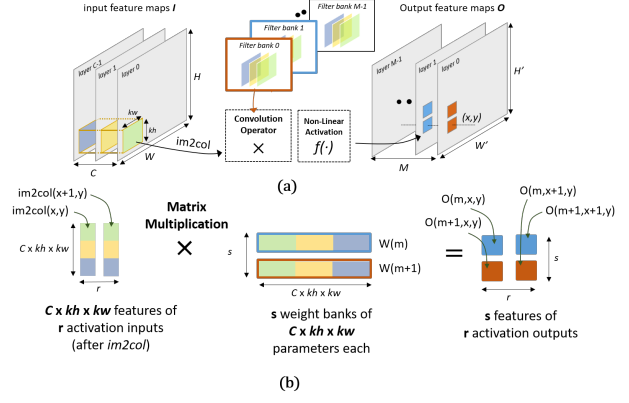 input feature maps I
Filter bank M-1
Filter bank 1
Filter bank 0
Output feature maps O
layer C-1
layer 1
layer 0
H
kw
kh
W
C
im2col
Convolution
Operator
×
Non-Linear
Activation
f(·)
layer M-1
layer 1
layer 0
H'
(x,y)
W'
M
(a)
im2col(x+1,y)
im2col(x,y)
C x kh x kw
r
C x kh x kw features of
r activation inputs
(after im2col)
Matrix
Multiplication
×
s
W(m)
W(m+1)
C x kh x kw
s weight banks of
C x kh x kw
parameters each
=
O(m,x,y)
O(m+1,x,y)
O(m,x+1,y)
O(m+1,x+1,y)
s
r
s features of
r activation outputs
(b)